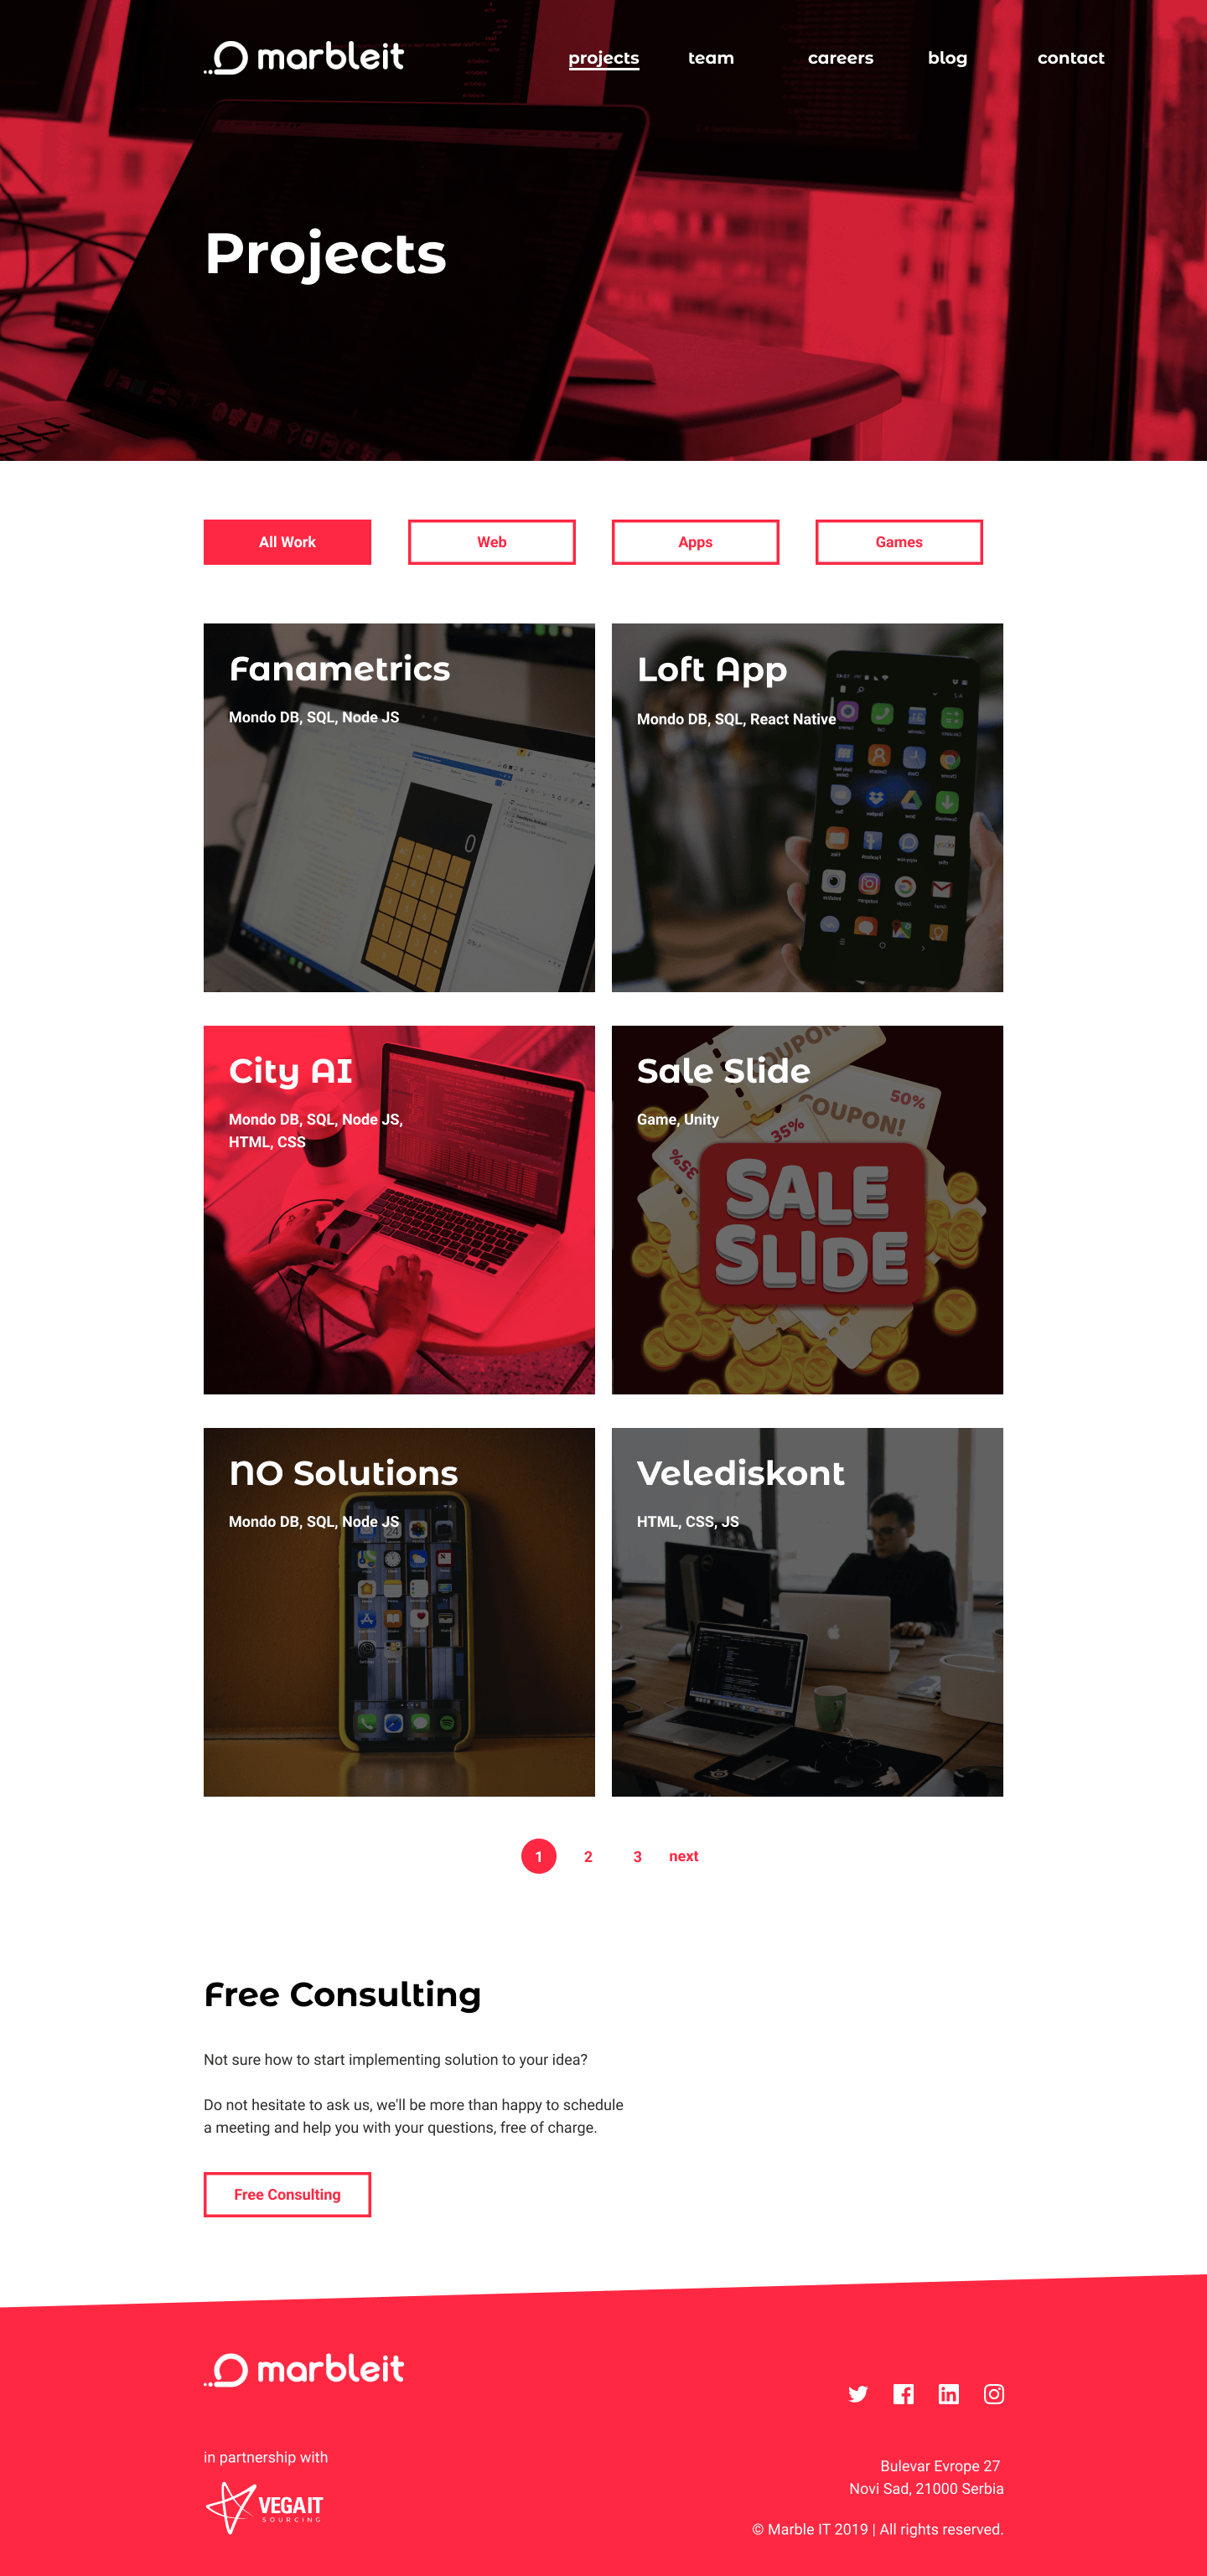 marbleit
projects team careers blog contact
Projects
All Work Web Apps Games
Fanametrics
Mondo DB, SQL, Node JS
0
Loft App
Mondo DB, SQL, React Native
City AI
Mondo DB, SQL, Node JS,
HTML, CSS
Sale Slide
Game, Unity
COUPON!
50%
COUPON!
35%
35%
SALE
SLIDE
NO Solutions
Mondo DB, SQL, Node JS
24
Velediskont
HTML, CSS, JS
1 2 3 next
Free Consulting
Not sure how to start implementing solution to your idea?
Do not hesitate to ask us, we'll be more than happy to schedule
a meeting and help you with your questions, free of charge.
Free Consulting
marbleit
in partnership with
VEGAIT
SOURCING
Bulevar Evrope 27
Novi Sad, 21000 Serbia
© Marble IT 2019 | All rights reserved.